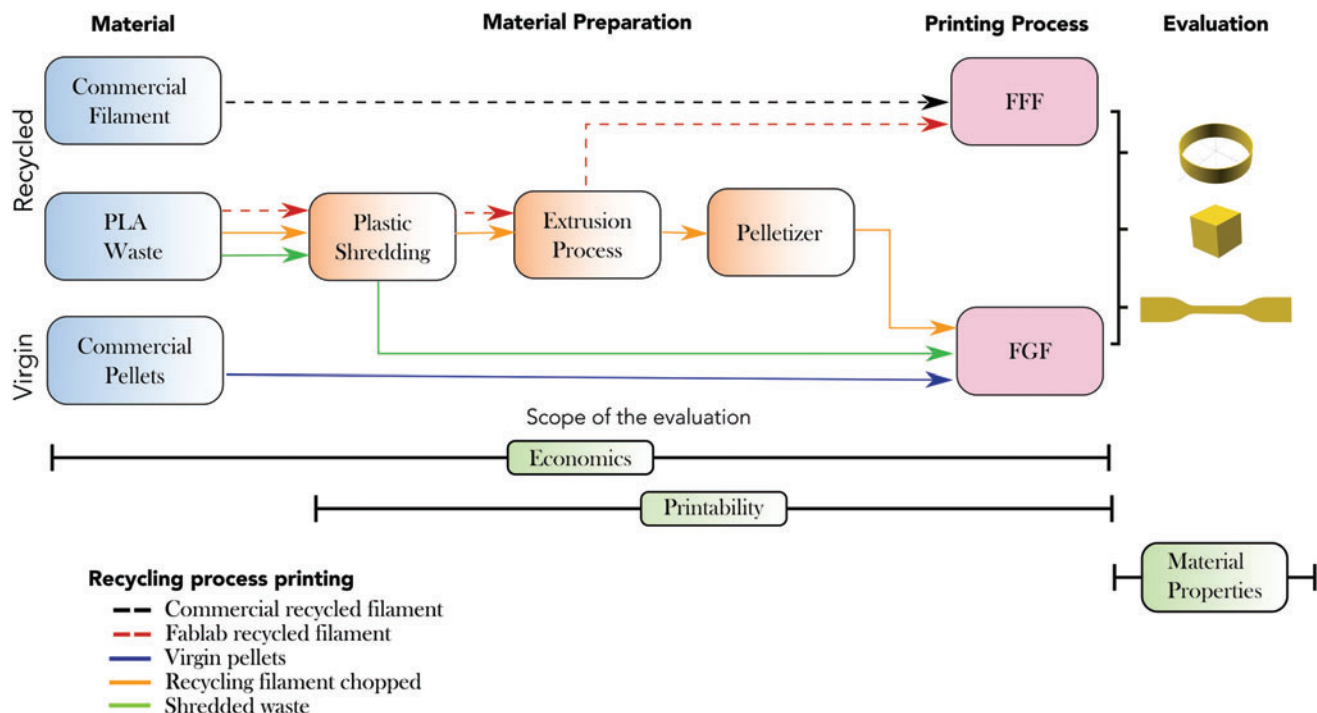 Material
Material Preparation
Printing Process
Evaluation
Recycled
Commercial
Filament
FFF
PLA
Waste
Plastic
Shredding
Extrusion
Process
Pelletizer
Virgin
Commercial
Pellets
FGF
Scope of the evaluation
Economics
Printability
Material
Properties
Recycling process printing
Commercial recycled filament
Fablab recycled filament
Virgin pellets
Recycling filament chopped
Shredded waste